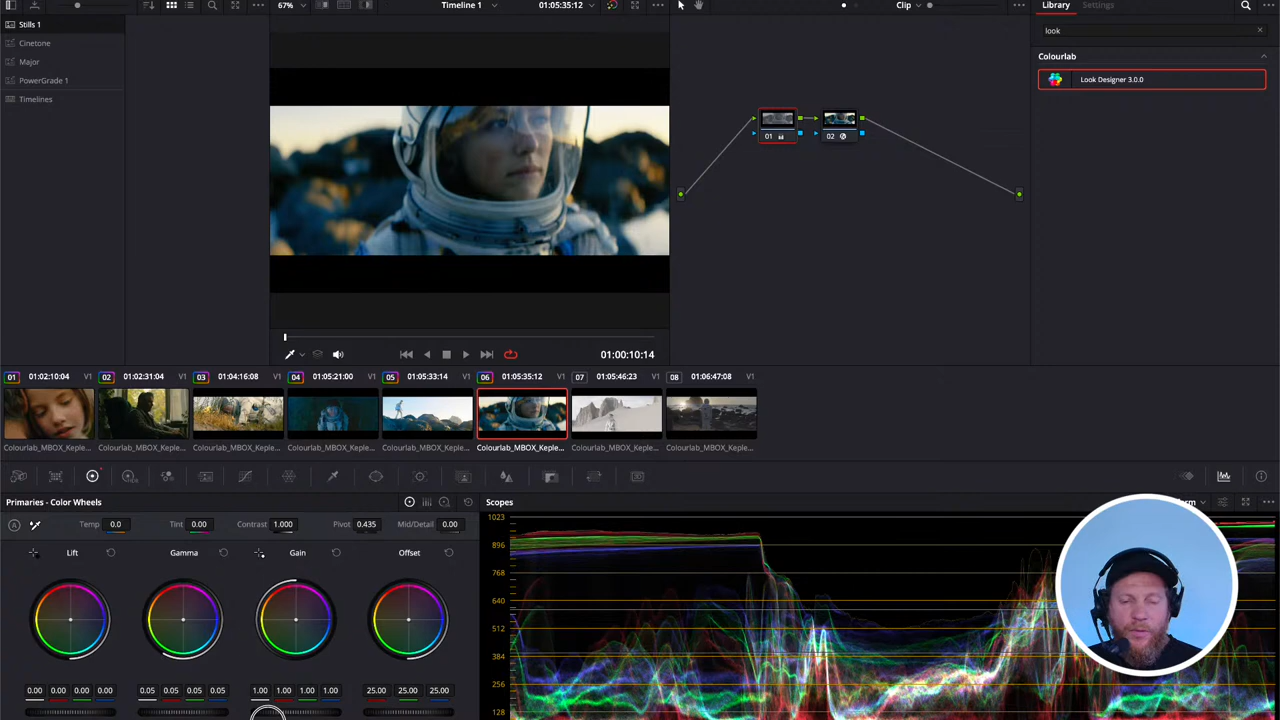 67%
Timeline 1
01:05:35:12
Clip
Library
Settings
Stills 1
Cinetone
Major
PowerGrade 1
Timelines
look
Colourlab
Look Designer 3.0.0
01
02
01:00:10:14
01 01:02:10:04 V1
02 01:02:31:04 V1
03 01:04:16:08 V1
04 01:05:21:00 V1
05 01:05:33:14 V1
06 01:05:35:12 V1
07 01:05:46:23 V1
08 01:06:47:08 V1
Colourlab_MBOX_Keple...
Colourlab_MBOX_Keple...
Colourlab_MBOX_Keple...
Colourlab_MBOX_Keple...
Colourlab_MBOX_Keple...
Colourlab_MBOX_Keple...
Colourlab_MBOX_Keple...
Colourlab_MBOX_Keple...
Primaries - Color Wheels
A Temp 0.0 Tint 0.00 Contrast 1.000 Pivot 0.435 Mid/Detail 0.00
Lift
Gamma
Gain
Offset
0.00 0.00 0.00 0.00
0.05 0.05 0.05 0.05
1.00 1.00 1.00 1.00
25.00 25.00 25.00
Scopes
1023
896
768
640
512
384
256
128